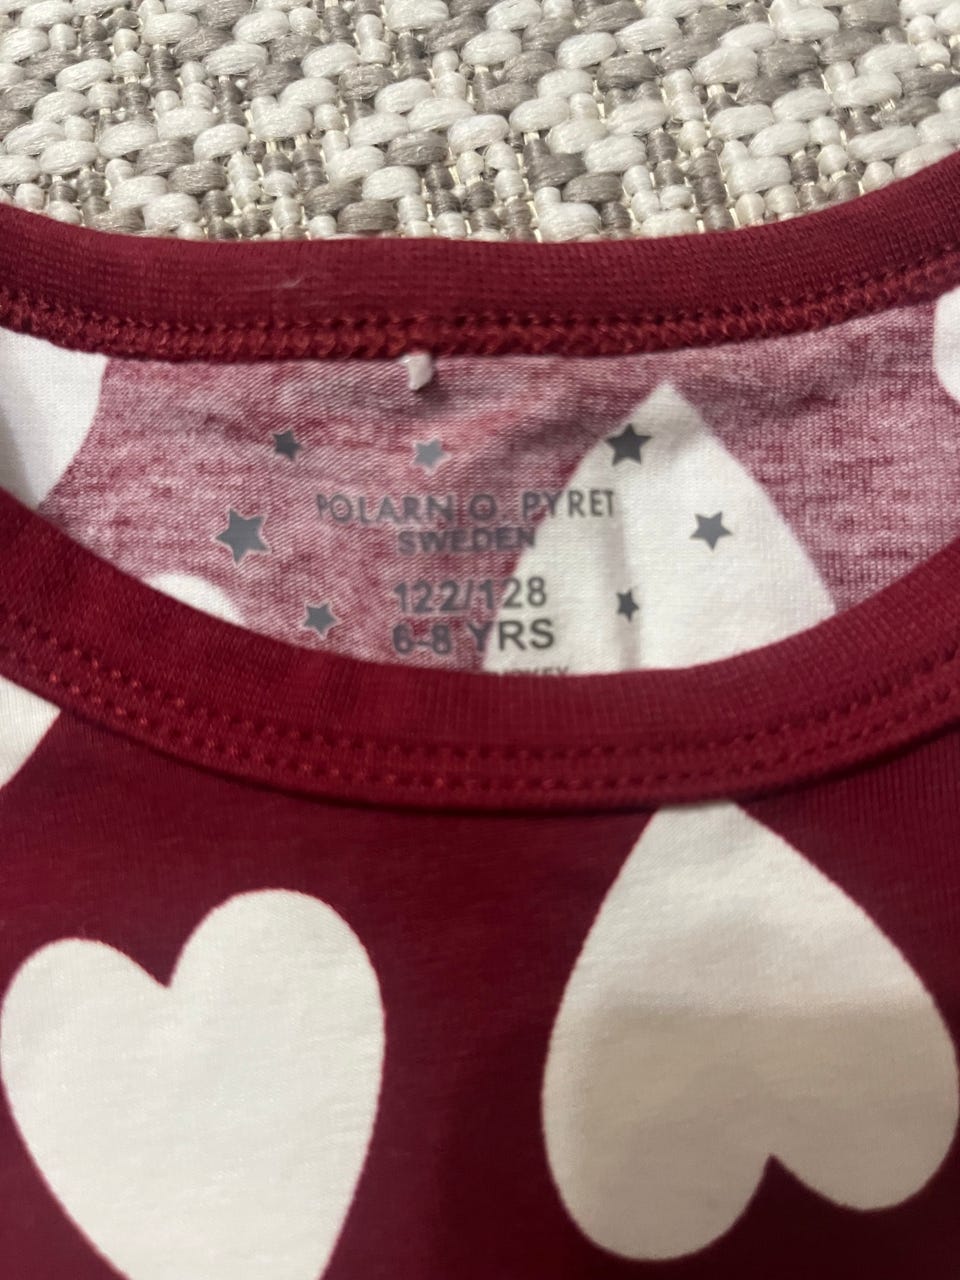 POLARN O. PYRET
SWEDEN
122/128
6-8 YRS